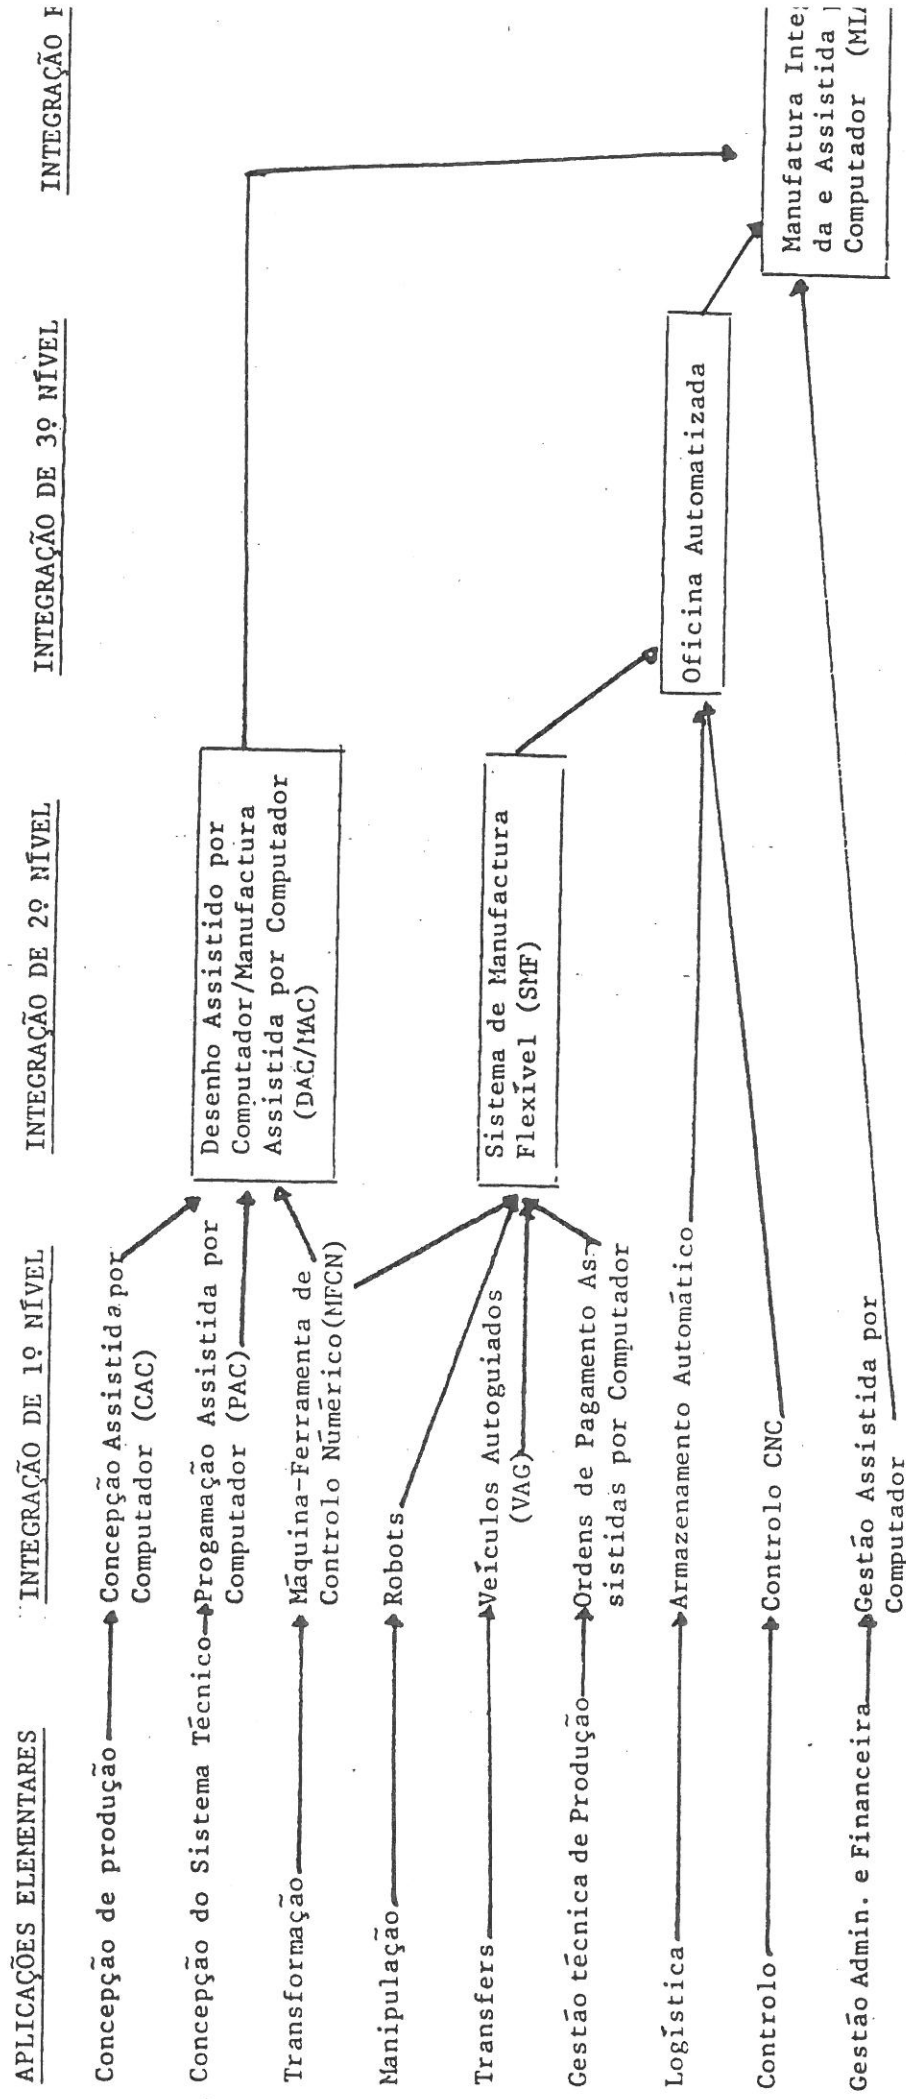 APLICAÇÕES ELEMENTARES
INTEGRAÇÃO DE 1º NÍVEL
INTEGRAÇÃO DE 2º NÍVEL
INTEGRAÇÃO DE 3º NÍVEL
INTEGRAÇÃO
Concepção de produção
Concepção Assistida por
Computador (CAC)
Concepção do Sistema Técnico
Progamação Assistida por
Computador (PAC)
Transformação
Máquina-Ferramenta de
Controlo Numérico(MFCN)
Manipulação
Robots
Transfers
Veículos Autoguiados
(VAG)
Gestão técnica de Produção
Ordens de Pagamento As-
sistidas por Computador
Logística
Armazenamento Automático
Controlo
Controlo CNC
Gestão Admin. e Financeira
Gestão Assistida por
Computador
Desenho Assistido por
Computador/Manufactura
Assistida por Computador
(DAC/MAC)
Sistema de Manufactura
Flexível (SMF)
Oficina Automatizada
Manufatura
da e Assistida
Computador